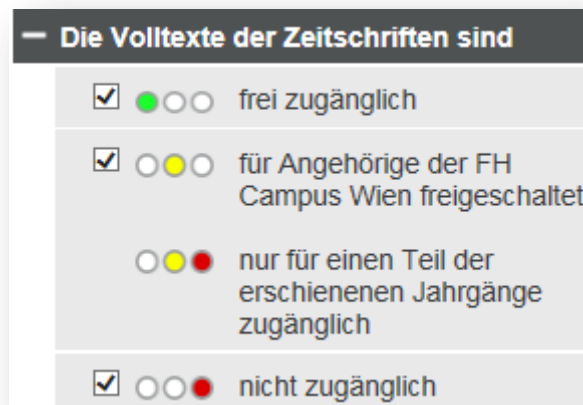 Die Volltexte der Zeitschriften sind
frei zugänglich
für Angehörige der FH
Campus Wien freigeschaltet
nur für einen Teil der
erschienenen Jahrgänge
zugänglich
nicht zugänglich